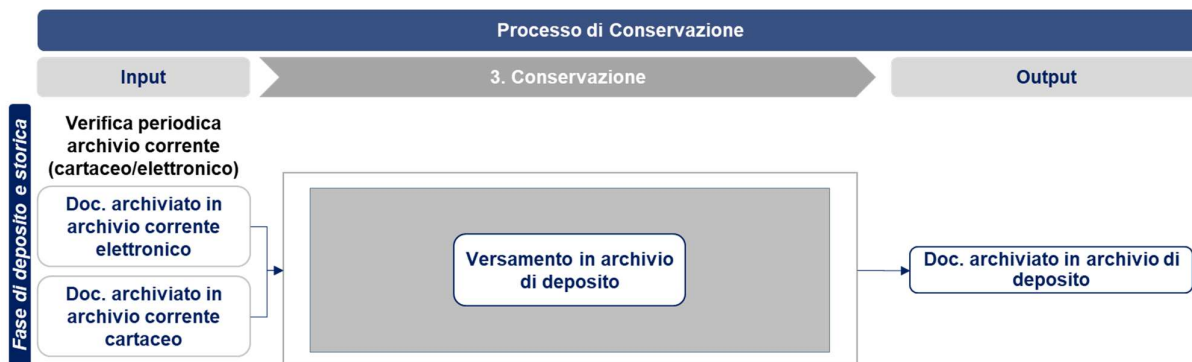 Processo di Conservazione
Input
3. Conservazione
Output
Fase di deposito e storica
Verifica periodica
archivio corrente
(cartaceo/elettronico)
Doc. archiviato in
archivio corrente
elettronico
Doc. archiviato in
archivio corrente
cartaceo
Versamento in archivio
di deposito
Doc. archiviato in archivio di
deposito